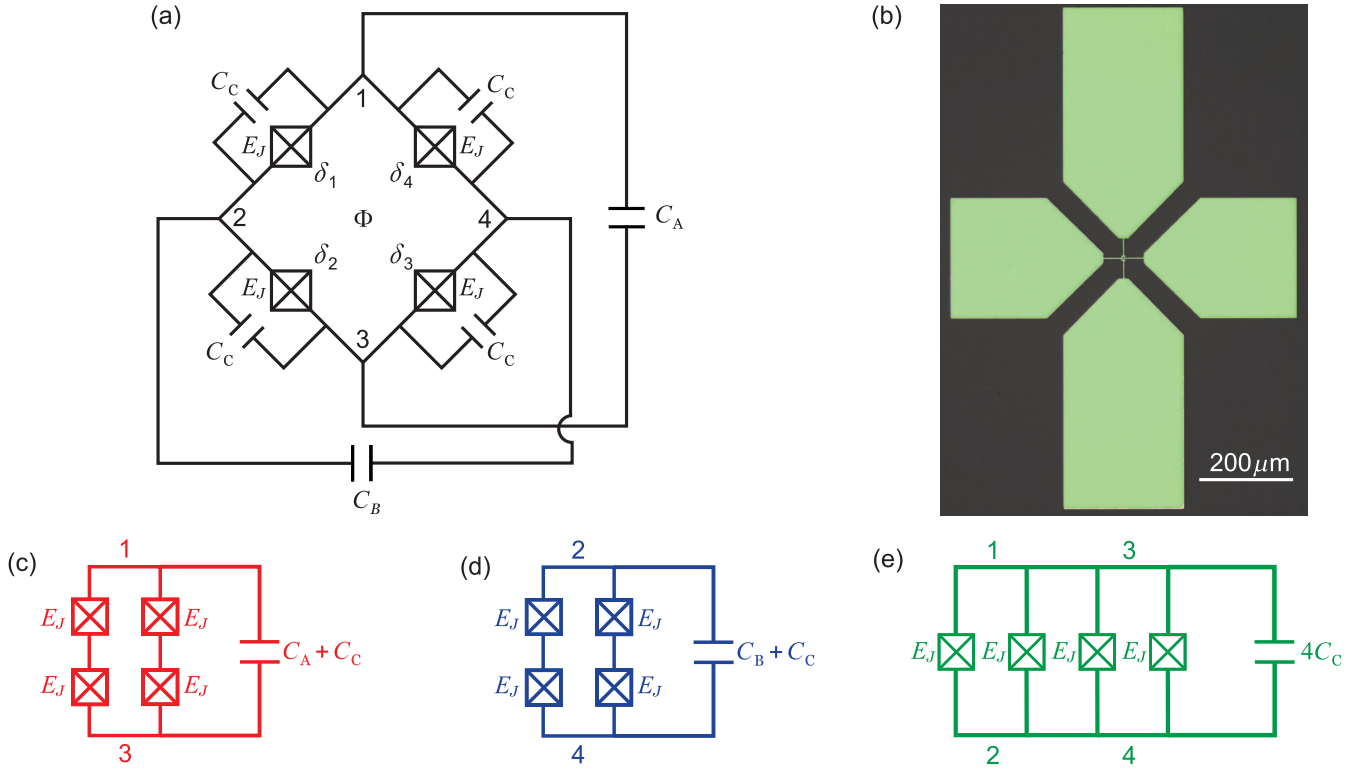 (a)
C_C
C_C
1
E_J
E_J
δ_1
δ_4
2
Φ
4
C_A
δ_2
δ_3
E_J
E_J
C_C
3
C_C
C_B
(b)
200 μm
(c)
1
E_J
E_J
C_A + C_C
E_J
E_J
3
(d)
2
E_J
E_J
C_B + C_C
E_J
E_J
4
(e)
1
3
E_J
E_J
E_J
E_J
4C_C
2
4